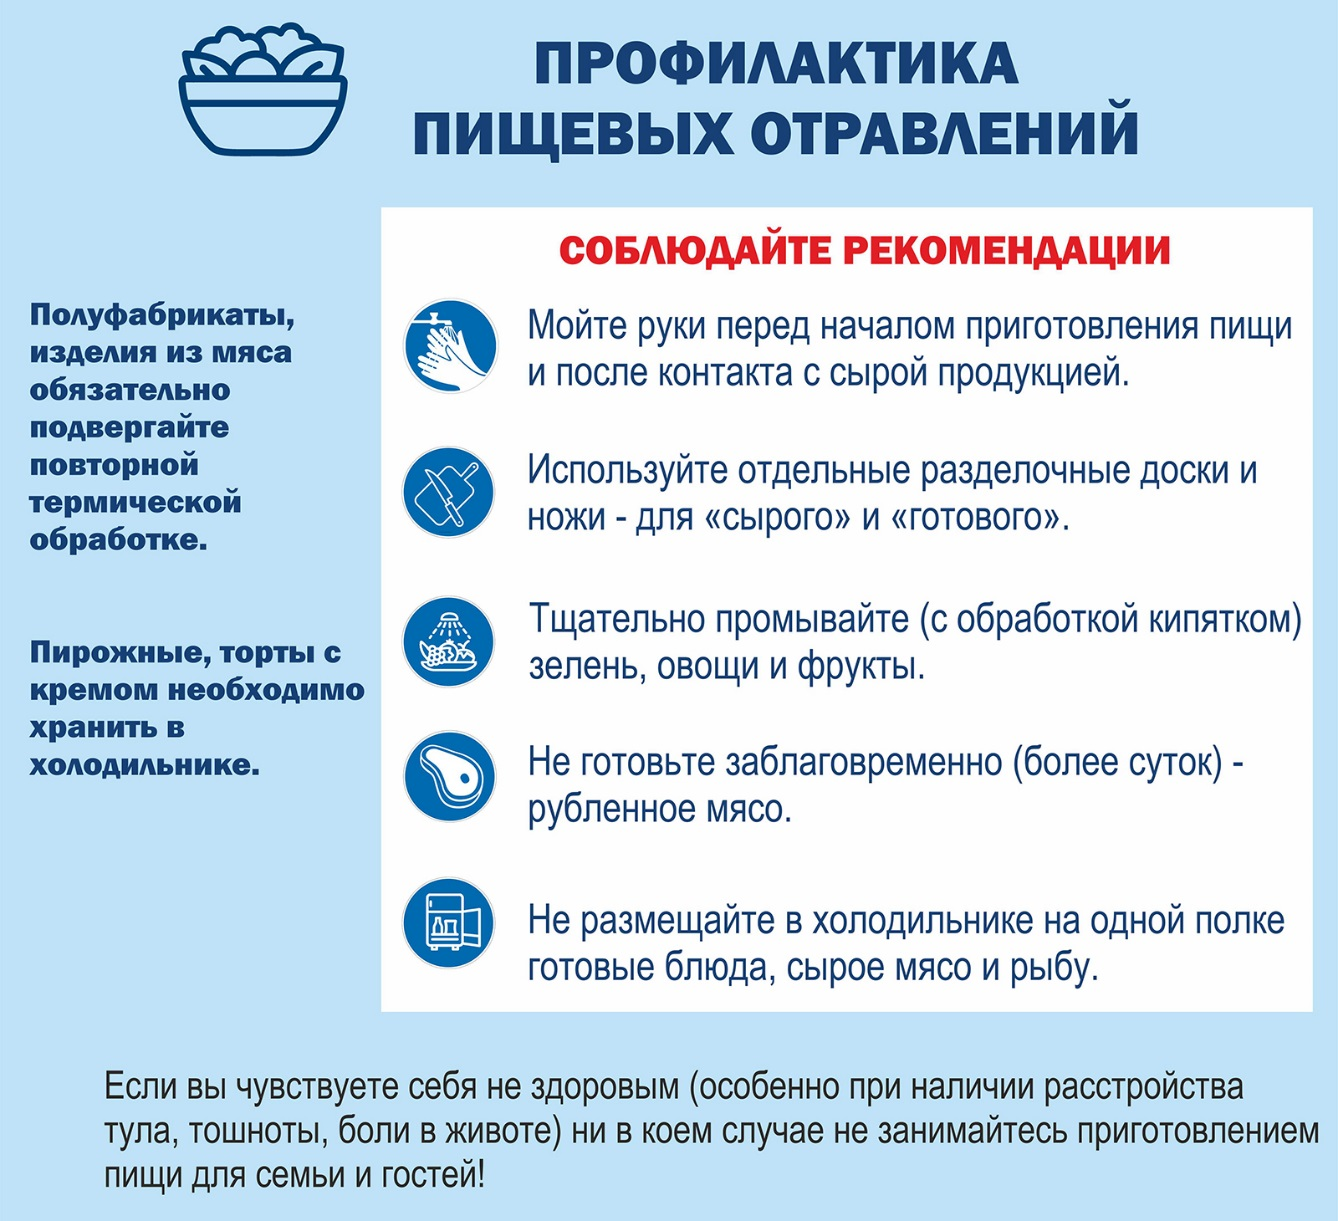 ПРОФИЛАКТИКА
ПИЩЕВЫХ ОТРАВЛЕНИЙ
Полуфабрикаты,
изделия из мяса
обязательно
подвергайте
повторной
термической
обработке.
Пирожные, торты с
кремом необходимо
хранить в
холодильнике.
СОБЛЮДАЙТЕ РЕКОМЕНДАЦИИ
Мойте руки перед началом приготовления пищи
и после контакта с сырой продукцией.
Используйте отдельные разделочные доски и
ножи - для «сырого» и «готового».
Тщательно промывайте (с обработкой кипятком)
зелень, овощи и фрукты.
Не готовьте заблаговременно (более суток) -
рубленное мясо.
Не размещайте в холодильнике на одной полке
готовые блюда, сырое мясо и рыбу.
Если вы чувствуете себя не здоровым (особенно при наличии расстройства
тула, тошноты, боли в животе) ни в коем случае не занимайтесь приготовлением
пищи для семьи и гостей!